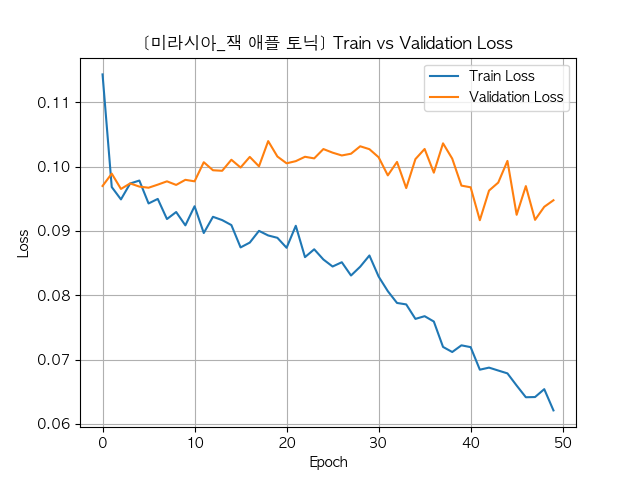 [미라시아_잭 애플 토닉] Train vs Validation Loss
Train Loss
Validation Loss
0.11
0.10
0.09
0.08
0.07
0.06
Loss
0
10
20
30
40
50
Epoch